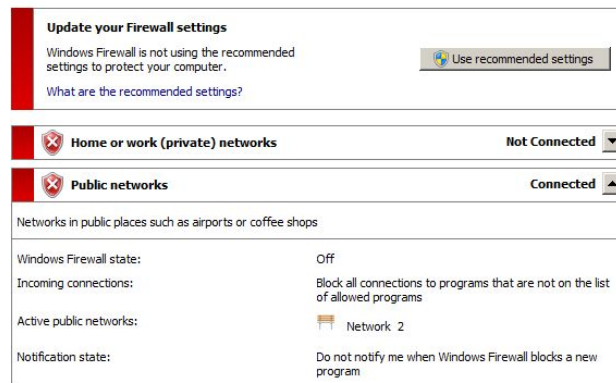 Update your Firewall settings
Windows Firewall is not using the recommended
settings to protect your computer.
Use recommended settings
What are the recommended settings?
Home or work (private) networks Not Connected
Public networks Connected
Networks in public places such as airports or coffee shops
Windows Firewall state: Off
Incoming connections: Block all connections to programs that are not on the list
of allowed programs
Active public networks: Network 2
Notification state: Do not notify me when Windows Firewall blocks a new
program